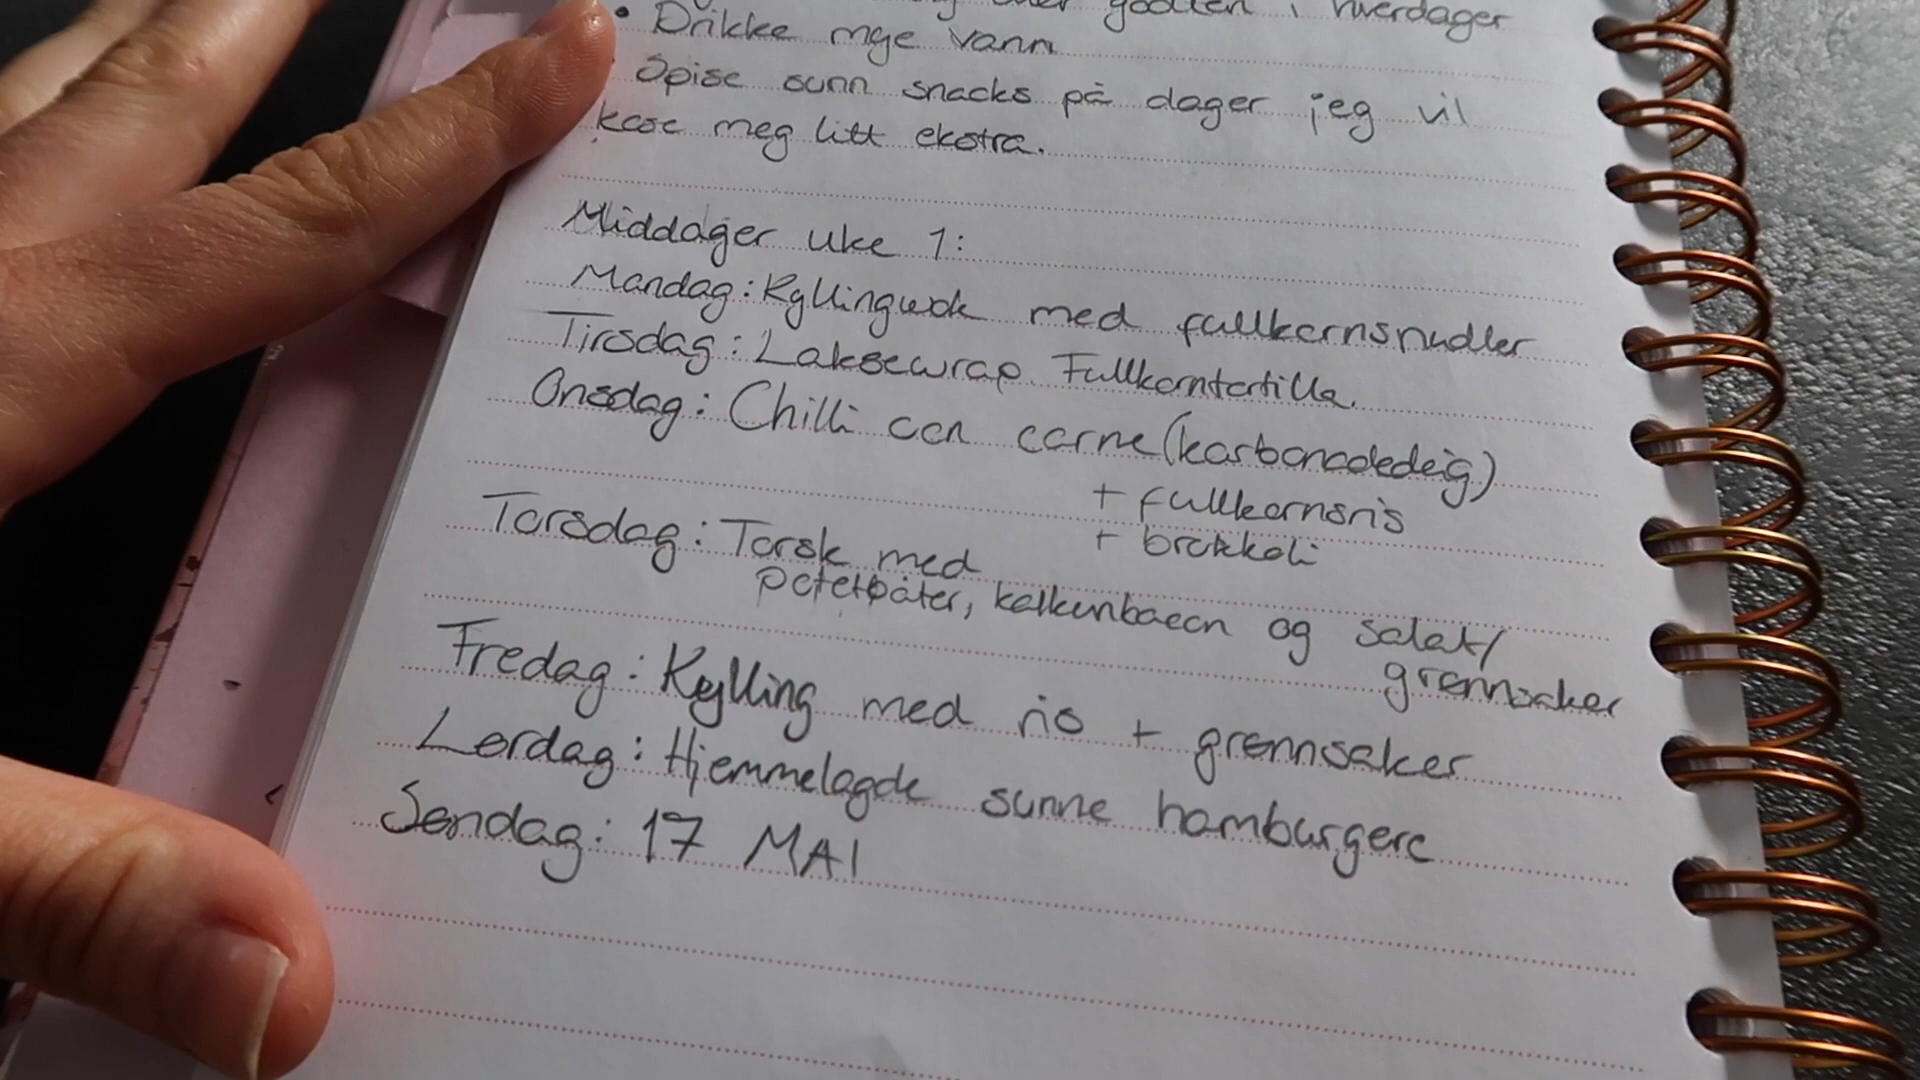 godteri i hverdager
• Drikke mye vann
• Spise sunn snacks på dager jeg vil
kose meg litt ekstra.
Middager uke 1:
Mandag: Kyllingwok med fullkornsnudler
Tirsdag: Laksewrap. Fullkorntortilla.
Onsdag: Chilli con carne (karbonadedeig)
+ fullkornsris
+ brokkoli
Torsdag: Torsk med
potetbåter, kalkunbacon og salat/
grønnsaker
Fredag: Kylling med ris + grønnsaker
Lørdag: Hjemmelagde sunne hamburgere
Søndag: 17 MAI